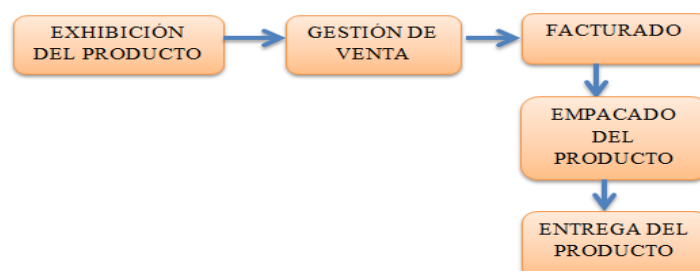 EXHIBICIÓN
DEL PRODUCTO
GESTIÓN DE
VENTA
FACTURADO
EMPACADO
DEL
PRODUCTO
ENTREGA DEL
PRODUCTO